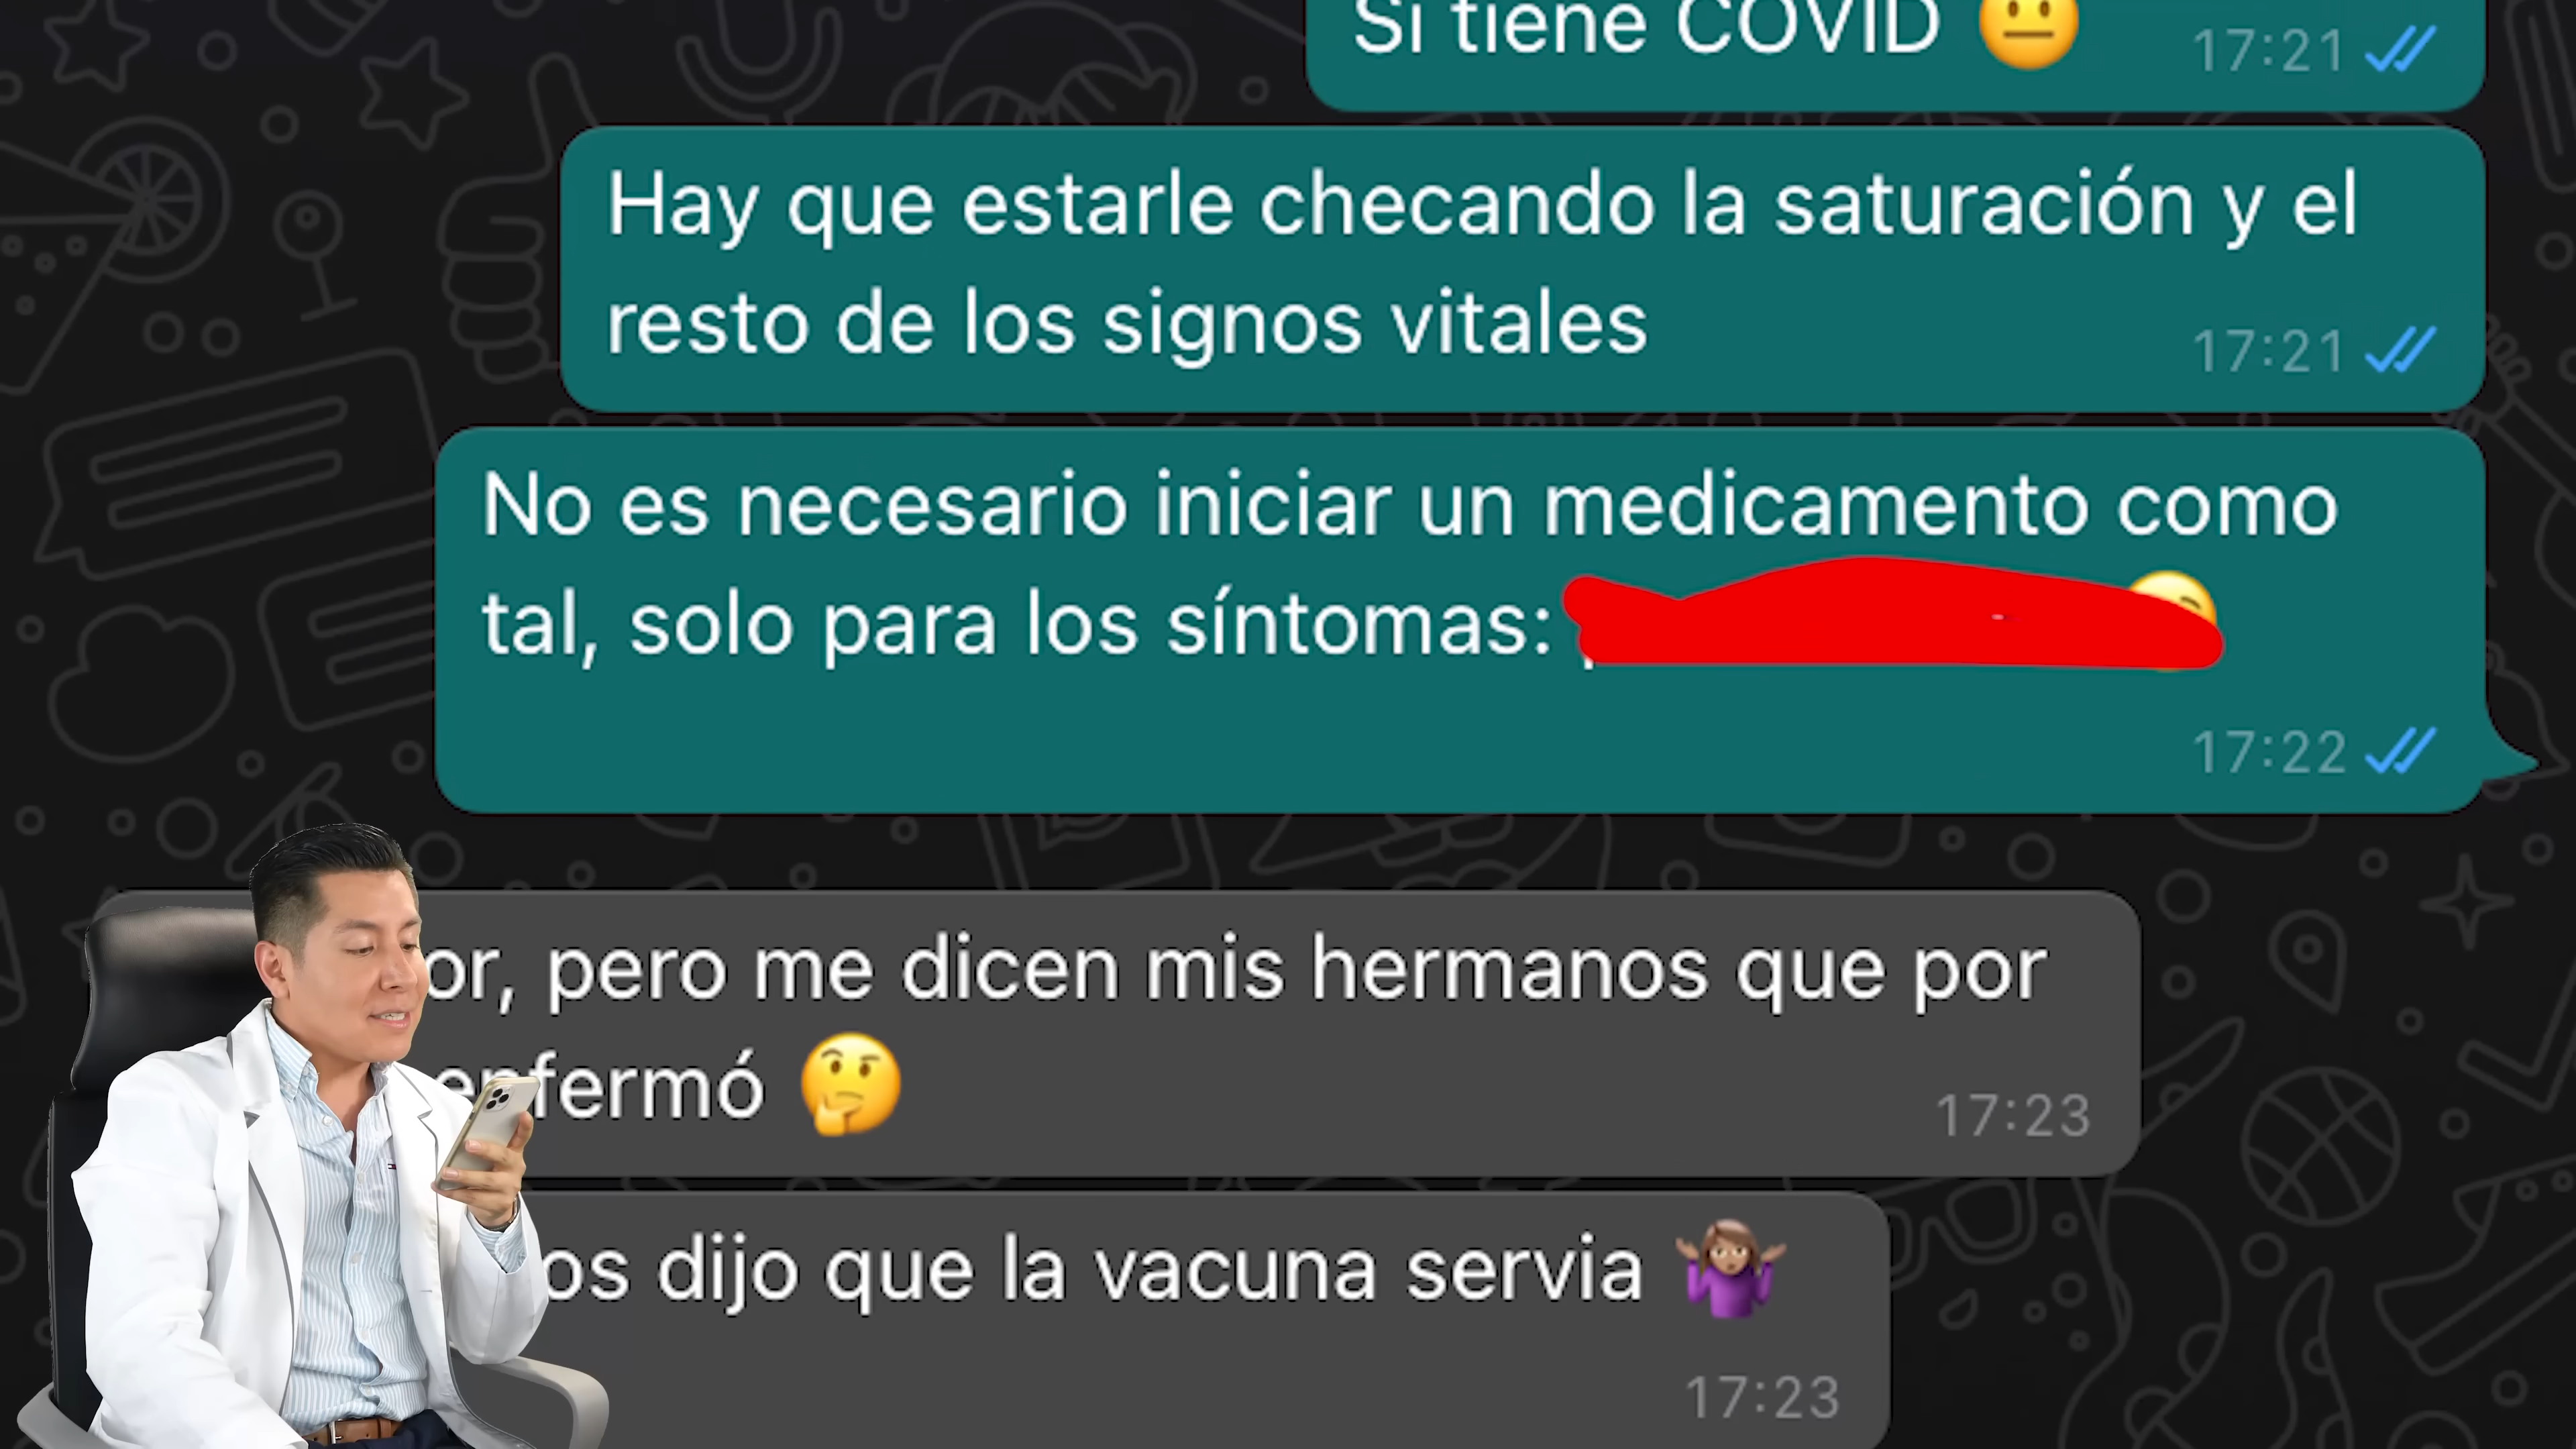 Si tiene COVID 😐 17:21
Hay que estarle checando la saturación y el
resto de los signos vitales 17:21
No es necesario iniciar un medicamento como
tal, solo para los síntomas:
17:22
or, pero me dicen mis hermanos que por
enfermó 🤔 17:23
os dijo que la vacuna servia 🤷🏽‍♀️
17:23